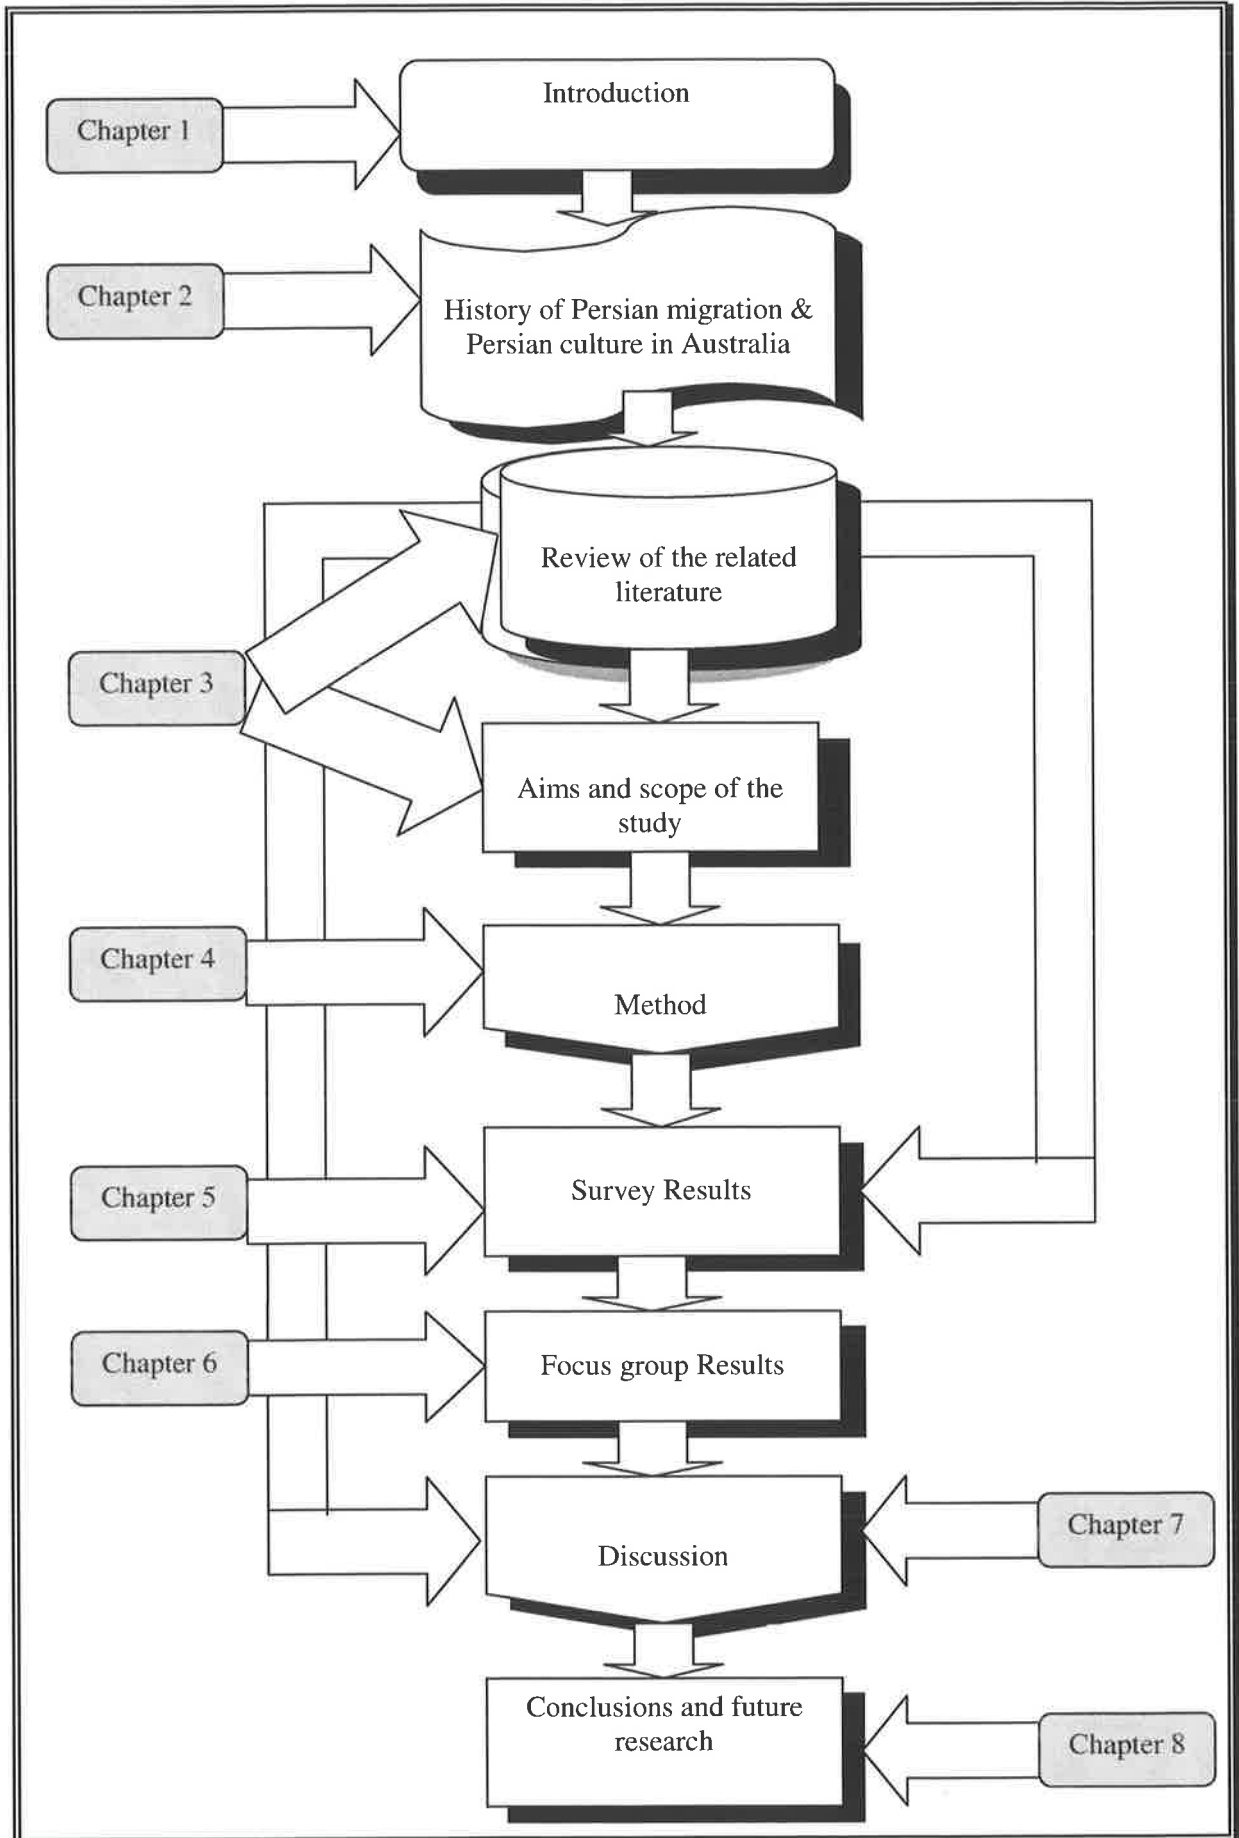 Introduction
Chapter 1
Chapter 2
History of Persian migration &
Persian culture in Australia
Review of the related
literature
Chapter 3
Aims and scope of the
study
Chapter 4
Method
Chapter 5
Survey Results
Chapter 6
Focus group Results
Chapter 7
Discussion
Conclusions and future
research
Chapter 8